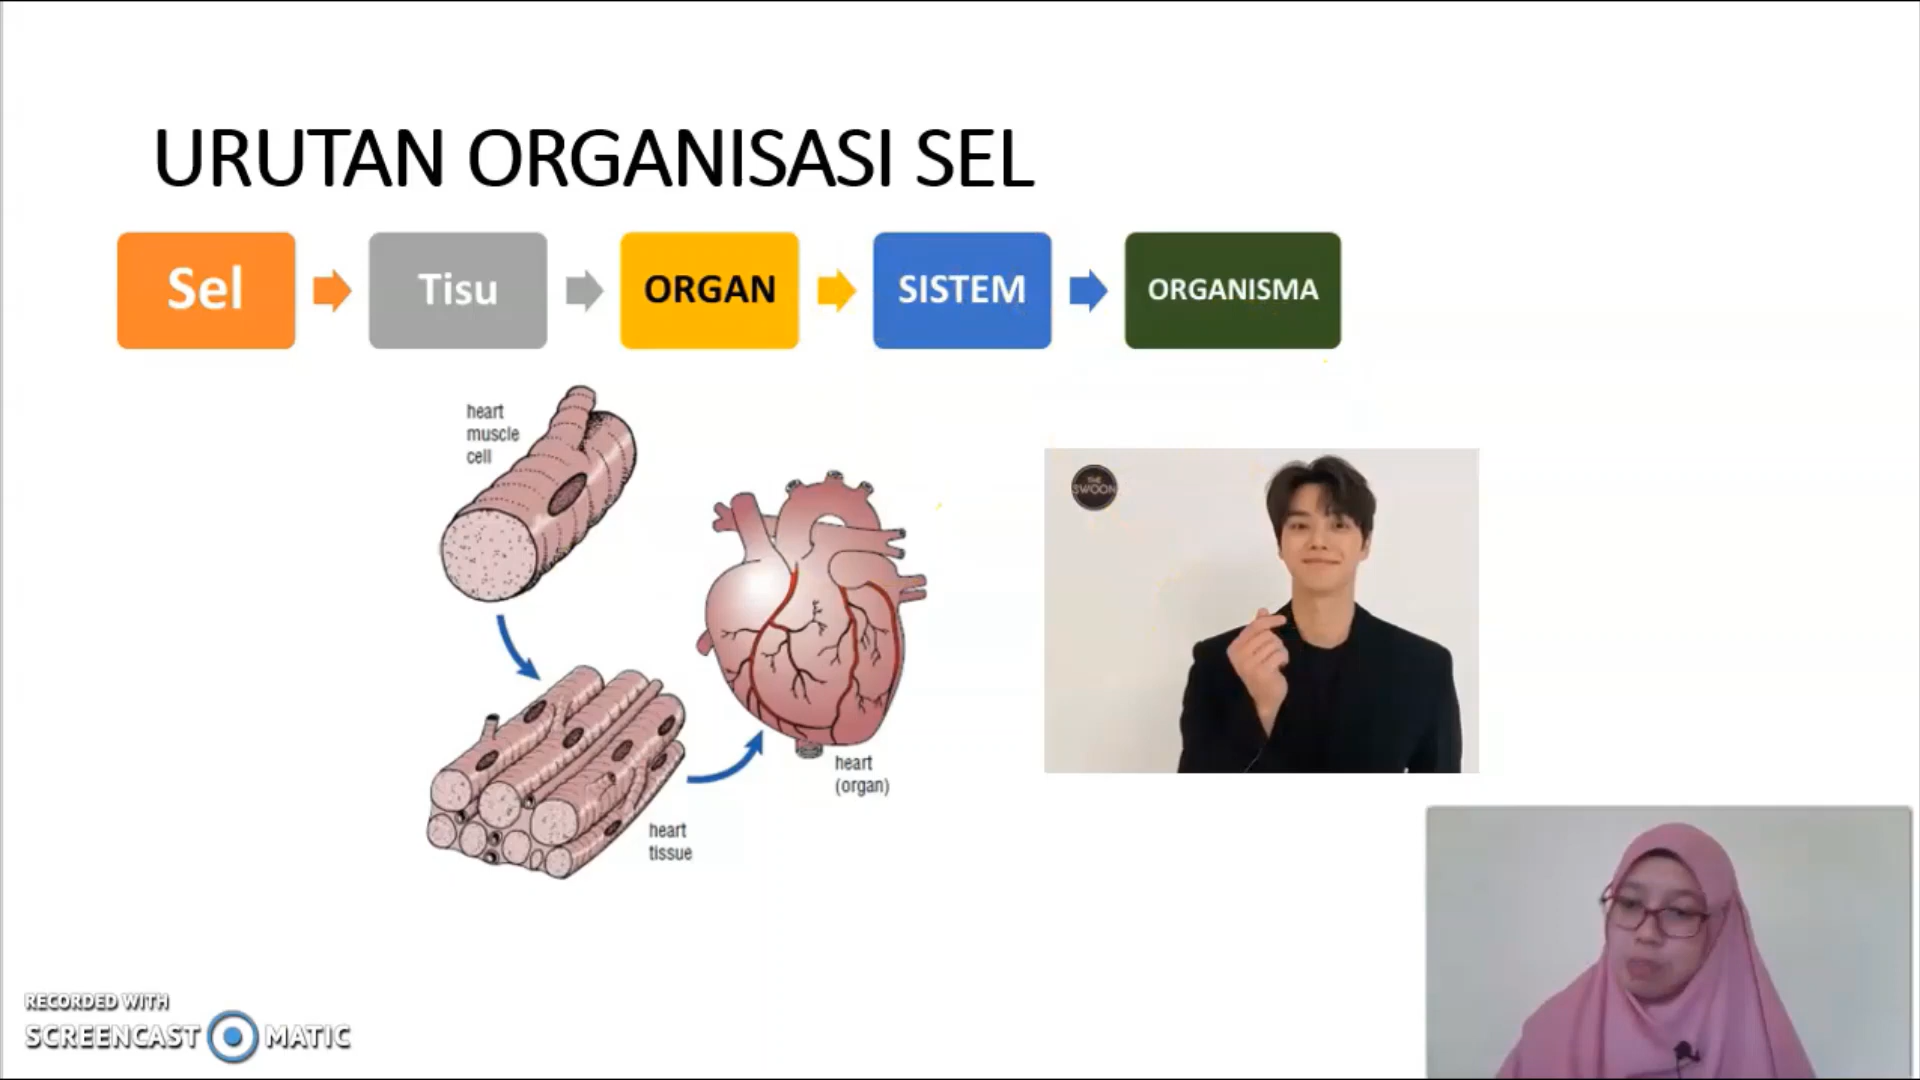 URUTAN ORGANISASI SEL
Sel
Tisu
ORGAN
SISTEM
ORGANISMA
heart
muscle
cell
THE
SWOON
heart
(organ)
heart
tissue
RECORDED WITH
SCREENCAST MATIC